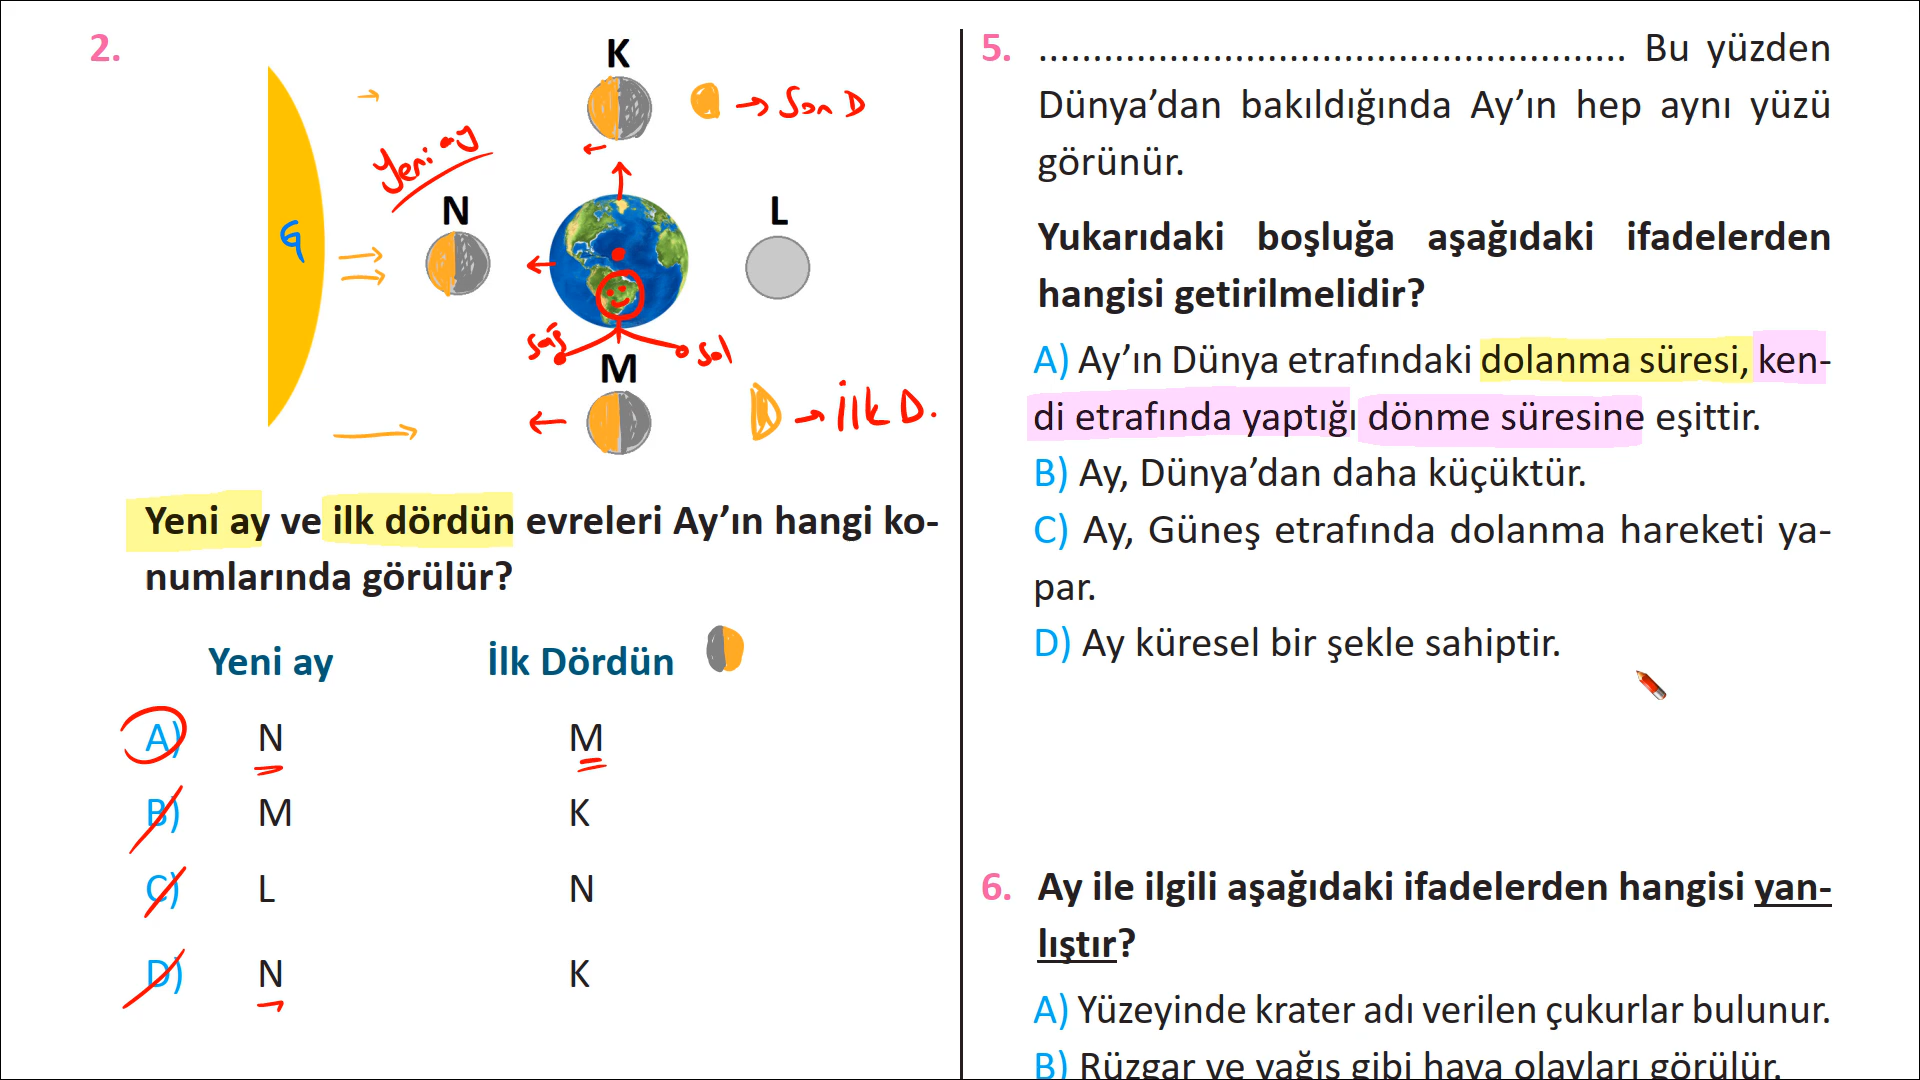 2.
K
→ Son D
Yeni ay
N
L
G
sağ
sol
M
→ İlk D.
Yeni ay ve ilk dördün evreleri Ay’ın hangi ko-
numlarında görülür?
Yeni ay İlk Dördün
A) N M
B) M K
C) L N
D) N K
5. ...................................................... Bu yüzden
Dünya’dan bakıldığında Ay’ın hep aynı yüzü
görünür.
Yukarıdaki boşluğa aşağıdaki ifadelerden
hangisi getirilmelidir?
A) Ay’ın Dünya etrafındaki dolanma süresi, ken-
di etrafında yaptığı dönme süresine eşittir.
B) Ay, Dünya’dan daha küçüktür.
C) Ay, Güneş etrafında dolanma hareketi ya-
par.
D) Ay küresel bir şekle sahiptir.
6. Ay ile ilgili aşağıdaki ifadelerden hangisi yan-
lıştır?
A) Yüzeyinde krater adı verilen çukurlar bulunur.
B) Rüzgar ve yağış gibi hava olayları görülür.